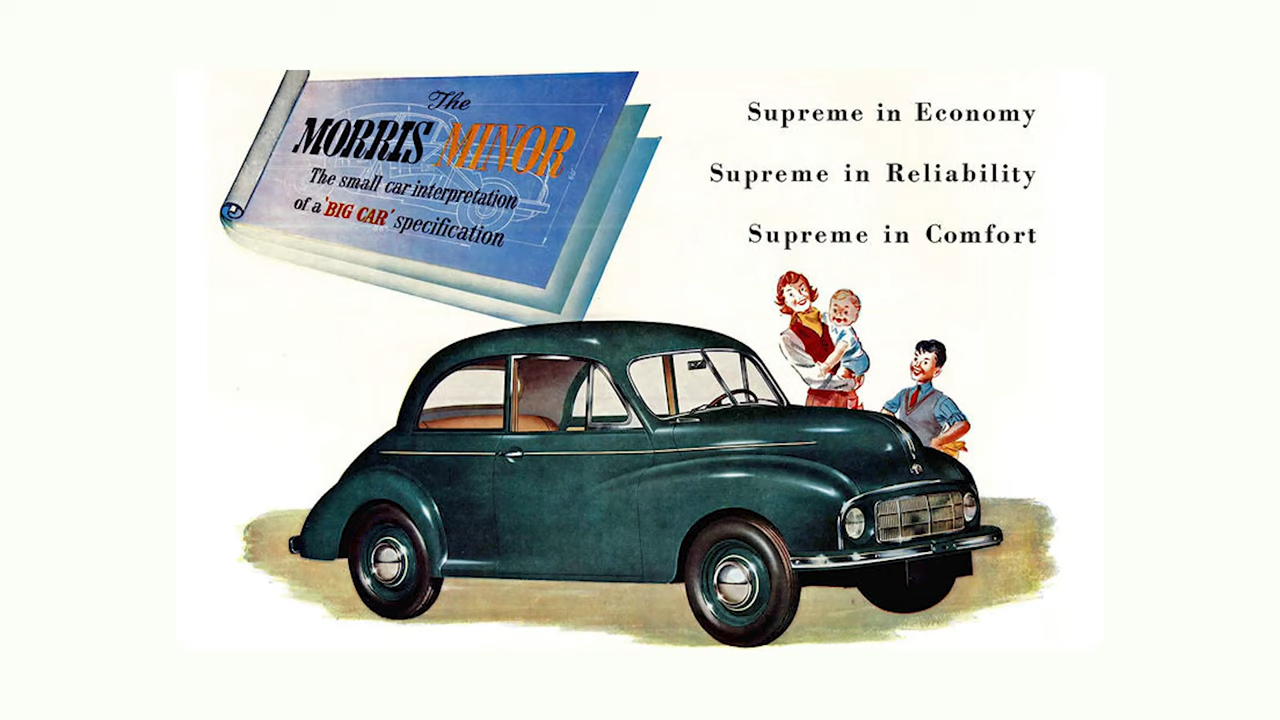 The
MORRIS MINOR
The small car interpretation
of a 'BIG CAR' specification
Supreme in Economy
Supreme in Reliability
Supreme in Comfort